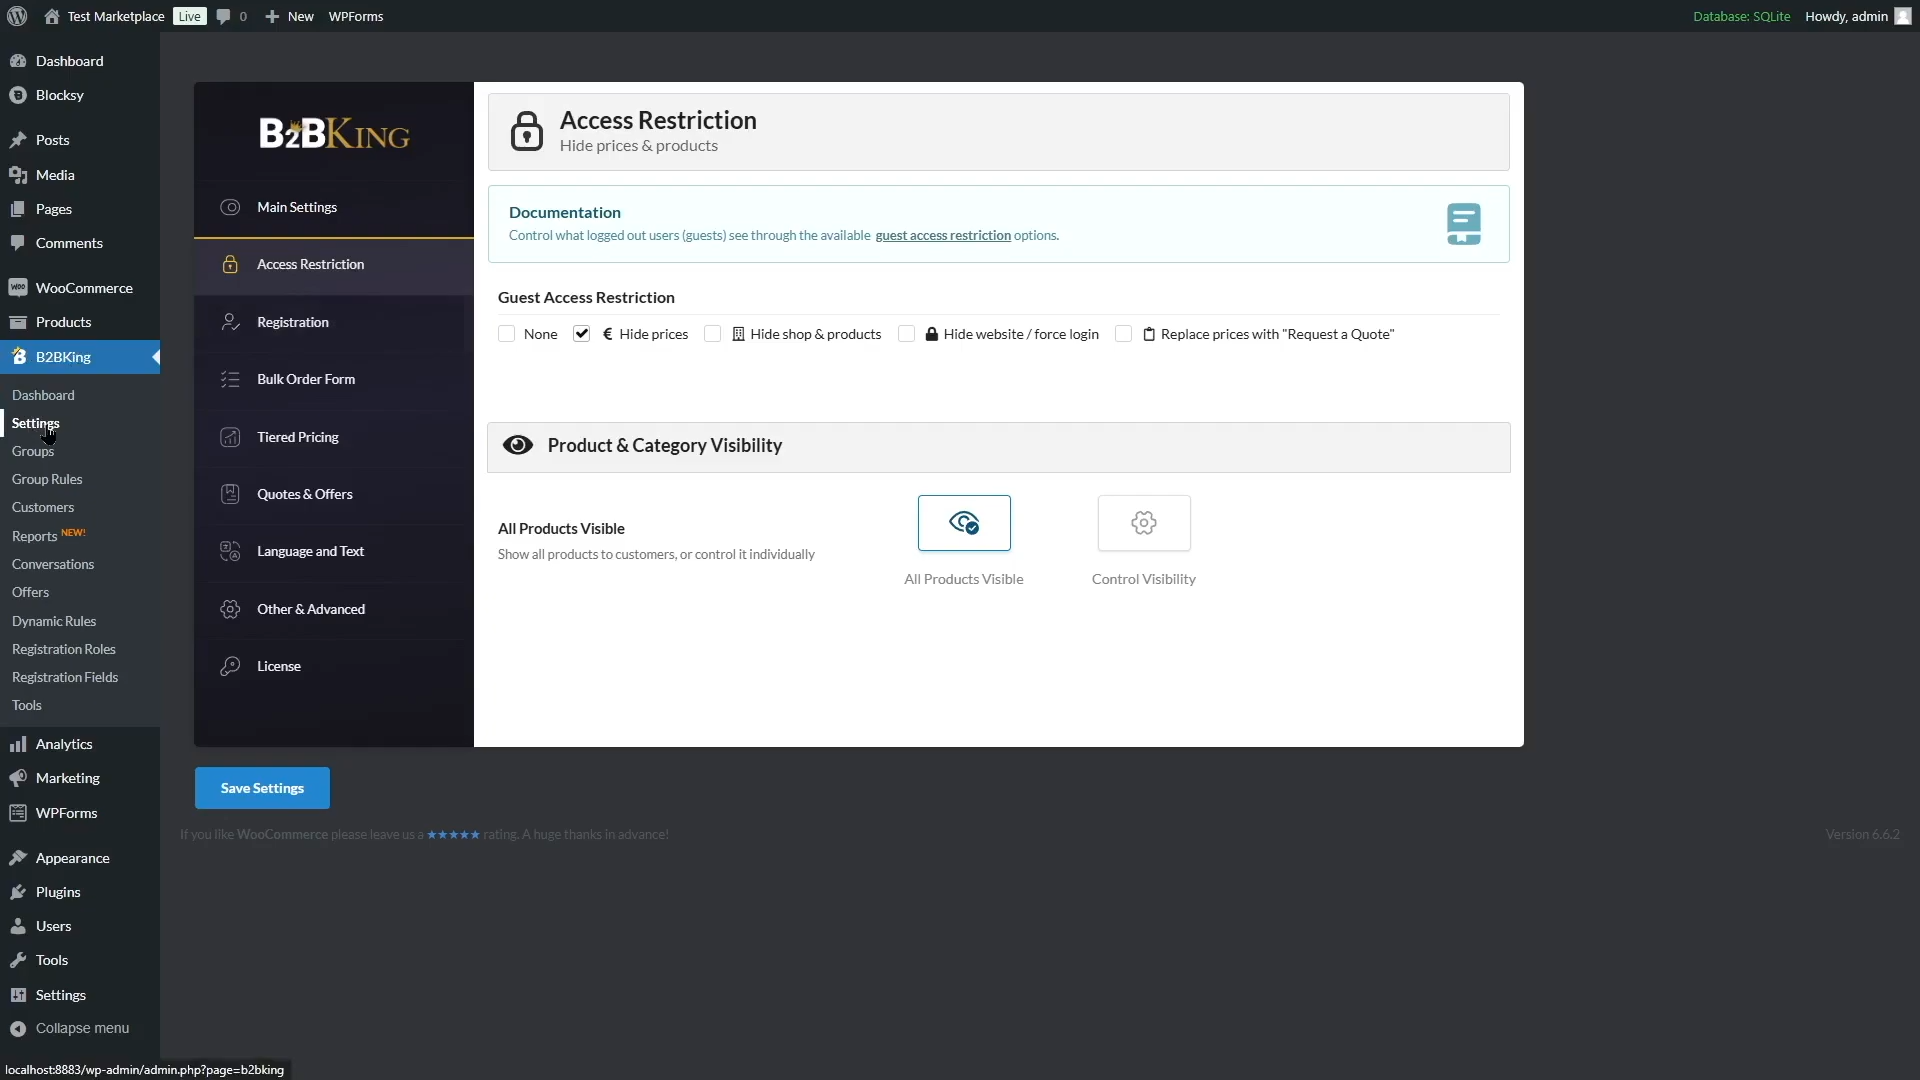 Test Marketplace Live 0 New WPForms
Database: SQLite Howdy, admin
Dashboard
Blocksy
Posts
Media
Pages
Comments
WooCommerce
Products
B2BKing
Dashboard
Settings
Groups
Group Rules
Customers
Reports NEW!
Conversations
Offers
Dynamic Rules
Registration Roles
Registration Fields
Tools
Analytics
Marketing
WPForms
Appearance
Plugins
Users
Tools
Settings
Collapse menu
B2BKING
Main Settings
Access Restriction
Registration
Bulk Order Form
Tiered Pricing
Quotes & Offers
Language and Text
Other & Advanced
License
Access Restriction
Hide prices & products
Documentation
Control what logged out users (guests) see through the available guest access restriction options.
Guest Access Restriction
None € Hide prices Hide shop & products Hide website / force login Replace prices with "Request a Quote"
Product & Category Visibility
All Products Visible
Show all products to customers, or control it individually
All Products Visible
Control Visibility
Save Settings
If you like WooCommerce please leave us a ★★★★★ rating. A huge thanks in advance!
Version 6.6.2
localhost:8883/wp-admin/admin.php?page=b2bking